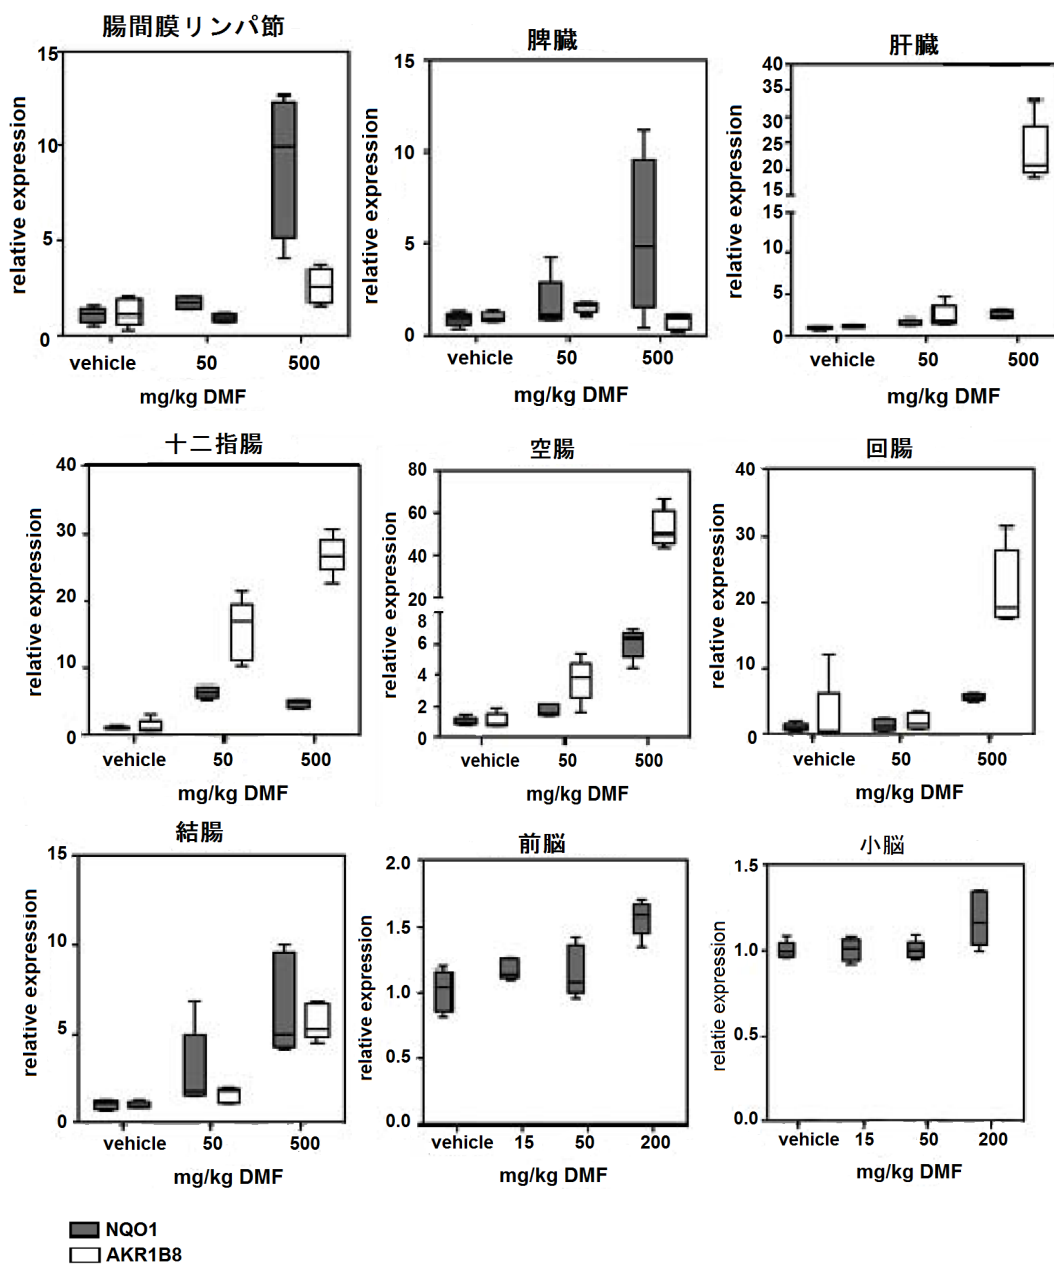 腸間膜リンパ節
15
10
5
0
relative expression
vehicle 50 500
mg/kg DMF
脾臓
15
10
5
0
relative expression
vehicle 50 500
mg/kg DMF
肝臓
40
35
30
25
20
15
15
10
5
0
relative expression
vehicle 50 500
mg/kg DMF
十二指腸
40
30
20
10
0
relative expression
vehicle 50 500
mg/kg DMF
空腸
80
60
40
20
8
6
4
2
0
relative expression
vehicle 50 500
mg/kg DMF
回腸
40
30
20
10
0
relative expression
vehicle 50 500
mg/kg DMF
結腸
15
10
5
0
relative expression
vehicle 50 500
mg/kg DMF
前脳
2.0
1.5
1.0
0.5
0.0
relative expression
vehicle 15 50 200
mg/kg DMF
小脳
1.5
1.0
0.5
0.0
relatie expression
vehicle 15 50 200
mg/kg DMF
NQO1
AKR1B8